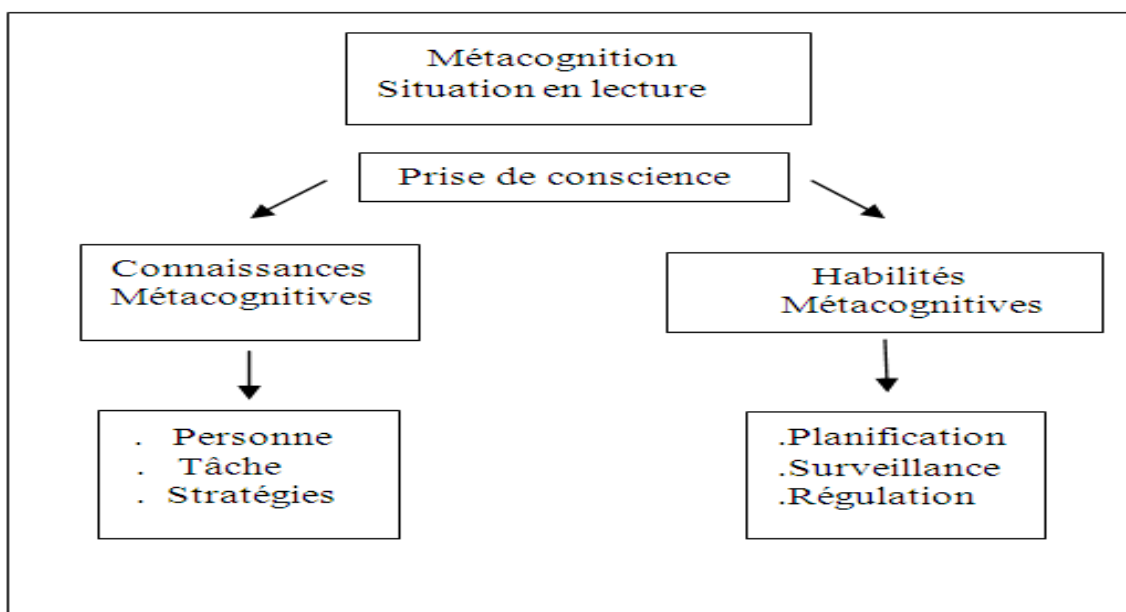 Métacognition
Situation en lecture
Prise de conscience
Connaissances
Métacognitives
Habilités
Métacognitives
. Personne
. Tâche
. Stratégies
.Planification
.Surveillance
.Régulation